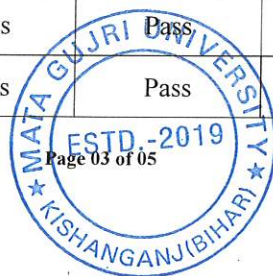 s Pass
s Pass
MATA GUJRI UNIVERSITY
ESTD.-2019
Page 03 of 05
★ KISHANGANJ (BIHAR) ★